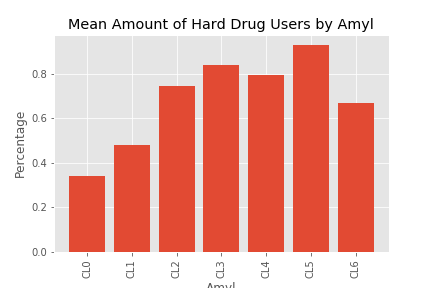 Mean Amount of Hard Drug Users by Amyl
Percentage
0.8
0.6
0.4
0.2
0.0
CL0
CL1
CL2
CL3
CL4
CL5
CL6
Amyl